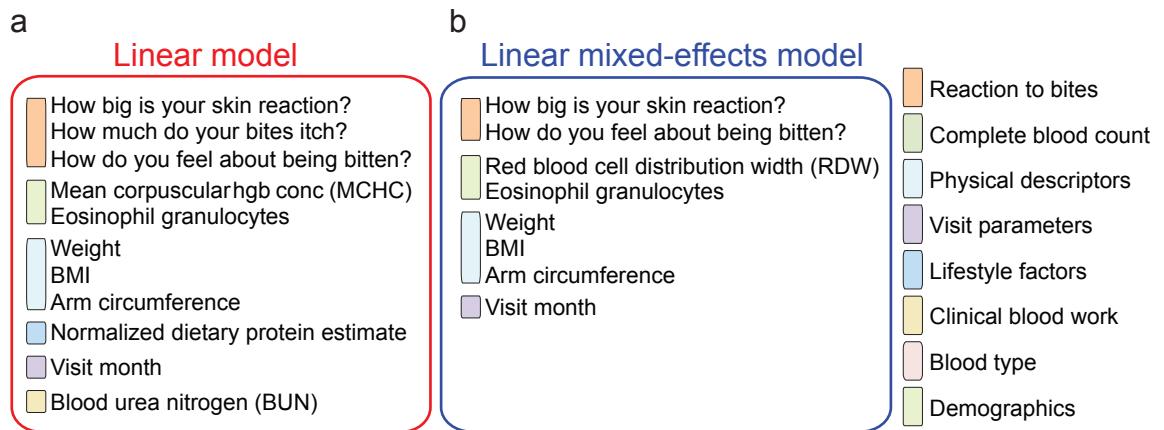 a
Linear model
How big is your skin reaction?
How much do your bites itch?
How do you feel about being bitten?
Mean corpuscular hgb conc (MCHC)
Eosinophil granulocytes
Weight
BMI
Arm circumference
Normalized dietary protein estimate
Visit month
Blood urea nitrogen (BUN)
b
Linear mixed-effects model
How big is your skin reaction?
How do you feel about being bitten?
Red blood cell distribution width (RDW)
Eosinophil granulocytes
Weight
BMI
Arm circumference
Visit month
Reaction to bites
Complete blood count
Physical descriptors
Visit parameters
Lifestyle factors
Clinical blood work
Blood type
Demographics